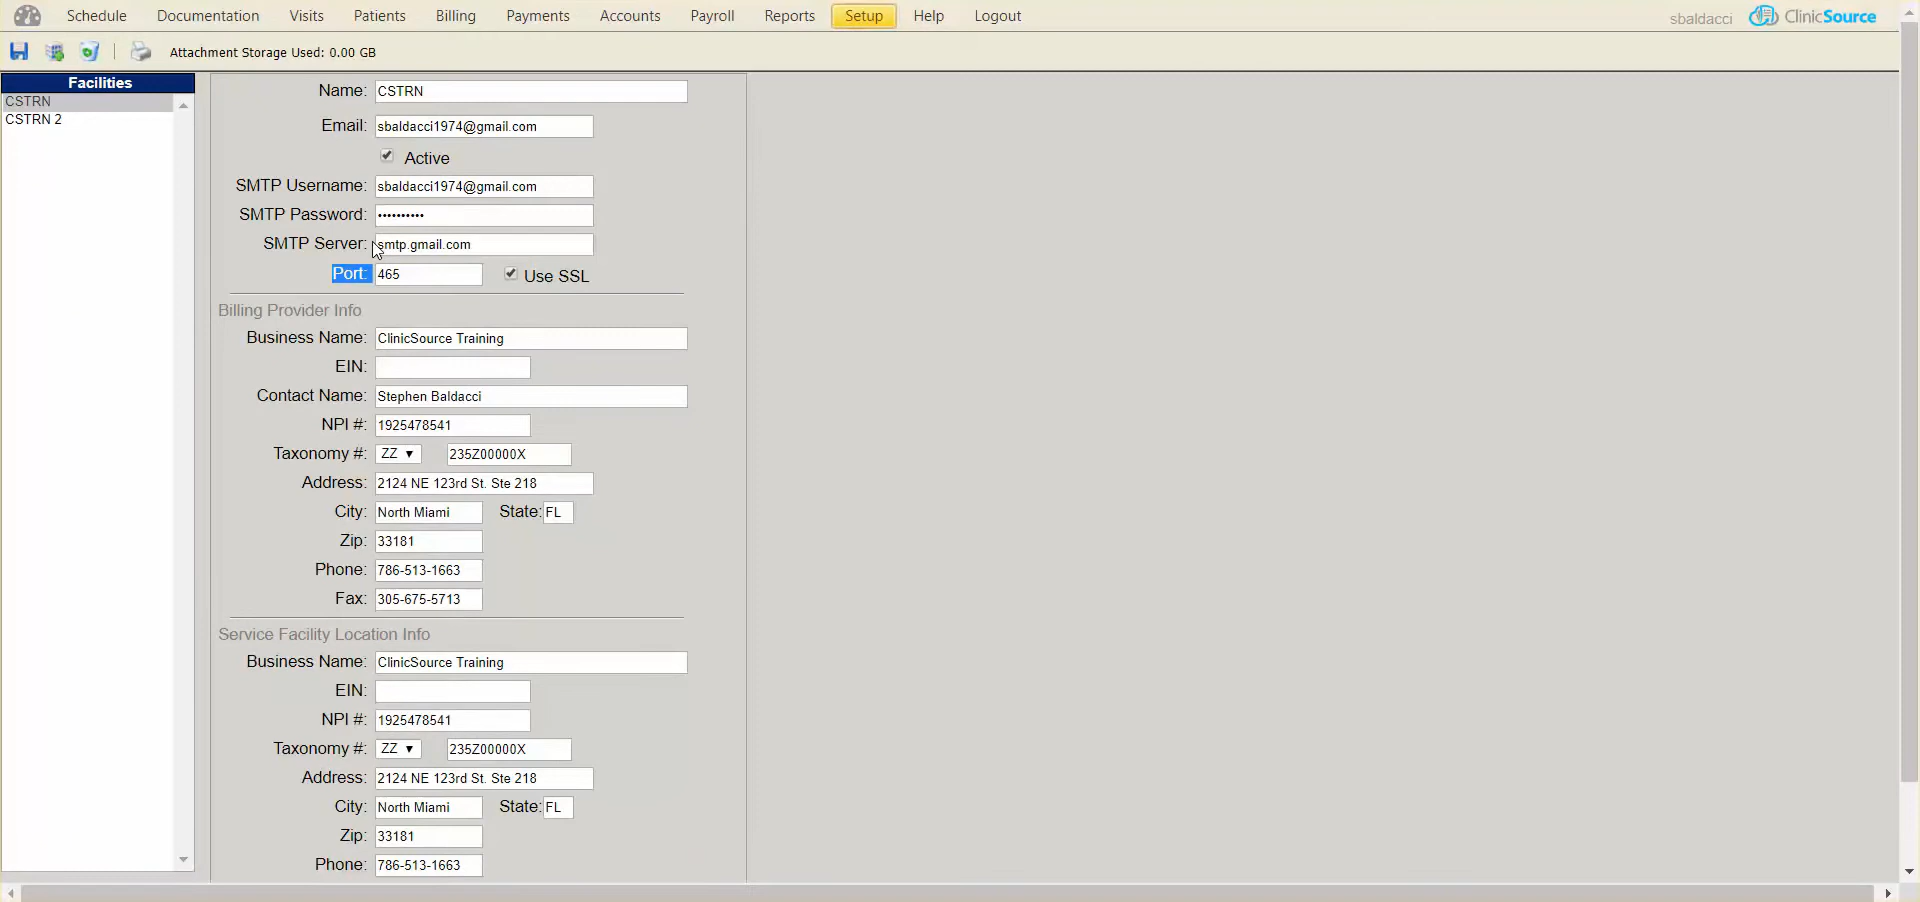 Schedule Documentation Visits Patients Billing Payments Accounts Payroll Reports Setup Help Logout sbaldacci ClinicSource
Attachment Storage Used: 0.00 GB
Facilities
CSTRN
CSTRN 2
Name: CSTRN
Email: sbaldacci1974@gmail.com
Active
SMTP Username: sbaldacci1974@gmail.com
SMTP Password: ••••••••••
SMTP Server: smtp.gmail.com
Port: 465 Use SSL
Billing Provider Info
Business Name: ClinicSource Training
EIN:
Contact Name: Stephen Baldacci
NPI #: 1925478541
Taxonomy #: ZZ 235Z00000X
Address: 2124 NE 123rd St. Ste 218
City: North Miami State: FL
Zip: 33181
Phone: 786-513-1663
Fax: 305-675-5713
Service Facility Location Info
Business Name: ClinicSource Training
EIN:
NPI #: 1925478541
Taxonomy #: ZZ 235Z00000X
Address: 2124 NE 123rd St. Ste 218
City: North Miami State: FL
Zip: 33181
Phone: 786-513-1663